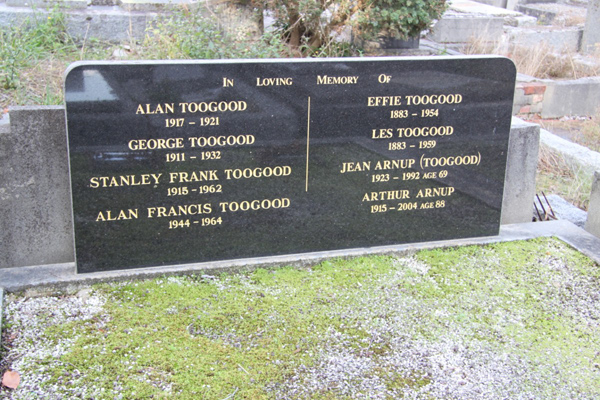 IN LOVING MEMORY OF
ALAN TOOGOOD
1917 - 1921
GEORGE TOOGOOD
1911 - 1932
STANLEY FRANK TOOGOOD
1915-1962
ALAN FRANCIS TOOGOOD
1944-1964
EFFIE TOOGOOD
1883 - 1954
LES TOOGOOD
1883 - 1959
JEAN ARNUP (TOOGOOD)
1923 - 1992 AGE 69
ARTHUR ARNUP
1915 - 2004 AGE 88